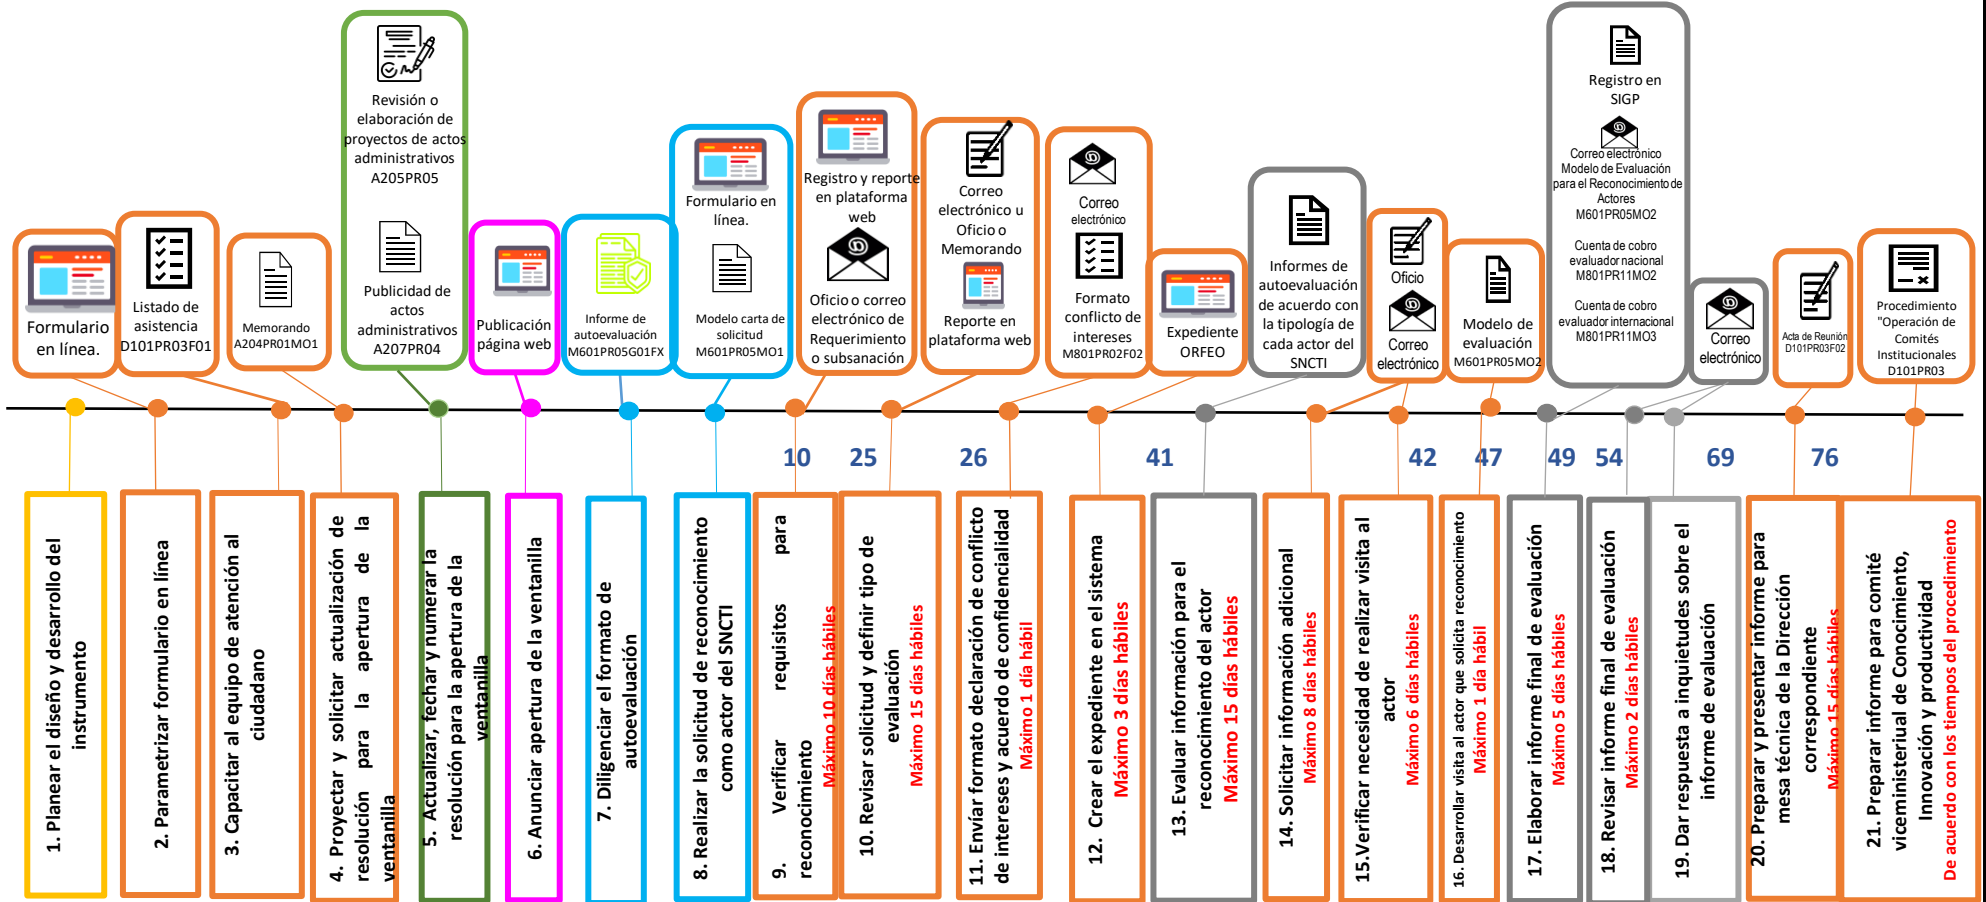 Formulario
en línea.
Listado de
asistencia
D101PR03F01
Memorando
A204PR01MO1
Revisión o
elaboración de
proyectos de actos
administrativos
A205PR05
Publicidad de
actos
administrativos
A207PR04
Publicación
página web
Informe de
autoevaluación
M601PR05G01FX
Formulario en
línea.
Modelo carta de
solicitud
M601PR05MO1
Registro y reporte
en plataforma
web
Oficio o correo
electrónico de
Requerimiento
o subsanación
Correo
electrónico u
Oficio o
Memorando
Reporte en
plataforma web
Correo
electrónico
Formato
conflicto de
intereses
M801PR02F02
Expediente
ORFEO
Informes de
autoevaluación
de acuerdo con
la tipología de
cada actor del
SNCTI
Oficio
Correo
electrónico
Modelo de
evaluación
M601PR05MO2
Registro en
SIGP
Correo electrónico
Modelo de Evaluación
para el Reconocimiento de
Actores
M601PR05MO2
Cuenta de cobro
evaluador nacional
M801PR11MO2
Cuenta de cobro
evaluador internacional
M801PR11MO3
Correo
electrónico
Acta de Reunión
D101PR03F02
Procedimiento
"Operación de
Comités
Institucionales
D101PR03
10 25 26 41 42 47 49 54 69 76
1. Planear el diseño y desarrollo del
instrumento
2. Parametrizar formulario en línea
3. Capacitar al equipo de atención al
ciudadano
4. Proyectar y solicitar actualización de
resolución para la apertura de la
ventanilla
5. Actualizar, fechar y numerar la
resolución para la apertura de la
ventanilla
6. Anunciar apertura de la ventanilla
7. Diligenciar el formato de
autoevaluación
8. Realizar la solicitud de reconocimiento
como actor del SNCTI
9. Verificar requisitos para
reconocimiento
Máximo 10 días hábiles
10. Revisar solicitud y definir tipo de
evaluación
Máximo 15 días hábiles
11. Envíar formato declaración de conflicto
de intereses y acuerdo de confidencialidad
Máximo 1 día hábil
12. Crear el expediente en el sistema
Máximo 3 días hábiles
13. Evaluar información para el
reconocimiento del actor
Máximo 15 días hábiles
14. Solicitar información adicional
Máximo 8 días hábiles
15.Verificar necesidad de realizar visita al
actor
Máximo 6 días hábiles
16. Desarrollar visita al actor que solicita reconocimiento
Máximo 1 día hábil
17. Elaborar informe final de evaluación
Máximo 5 días hábiles
18. Revisar informe final de evaluación
Máximo 2 días hábiles
19. Dar respuesta a inquietudes sobre el
informe de evaluación
20. Preparar y presentar informe para
mesa técnica de la Dirección
correspondiente
Máximo 15 días hábiles
21. Preparar informe para comité
viceministeriual de Conocimiento,
Innovación y productividad
De acuerdo con los tiempos del procedimiento